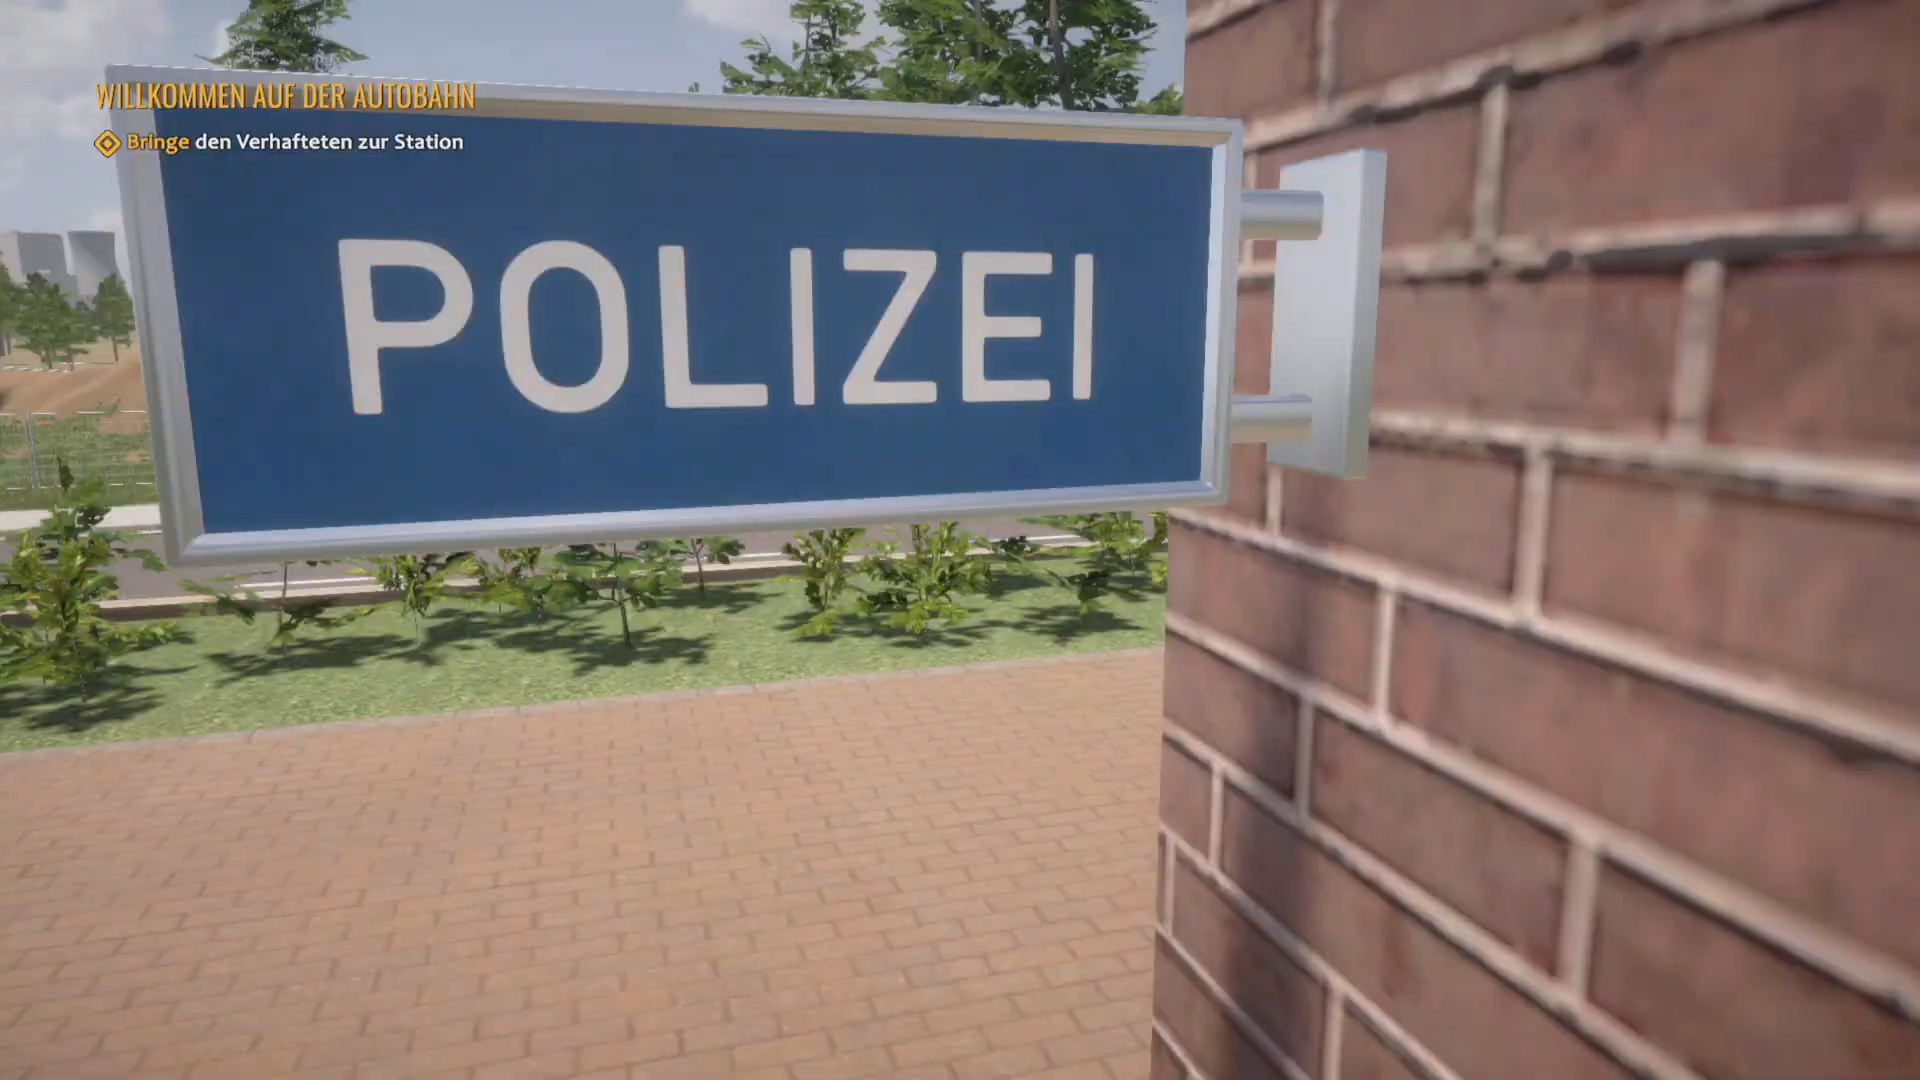 WILLKOMMEN AUF DER AUTOBAHN
Bringe den Verhafteten zur Station
POLIZEI